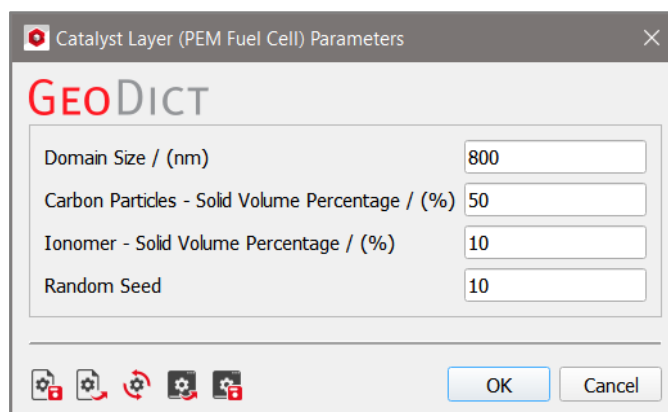 Catalyst Layer (PEM Fuel Cell) Parameters
GEODICT
Domain Size / (nm) 800
Carbon Particles - Solid Volume Percentage / (%) 50
Ionomer - Solid Volume Percentage / (%) 10
Random Seed 10
OK Cancel